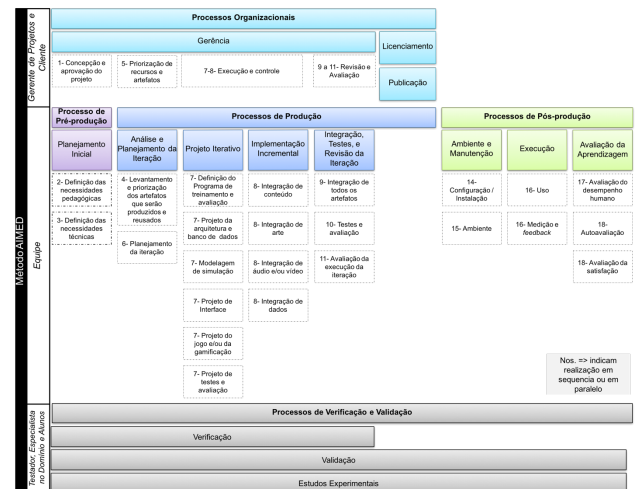 Método AIMED
Gerente de Projetos e
Cliente
Processos Organizacionais
Gerência
Licenciamento
1- Concepção e
aprovação do
projeto
5- Priorização de
recursos e
artefatos
7-8- Execução e controle
9 a 11- Revisão e
Avaliação
Publicação
Equipe
Processo de
Pré-produção
Processos de Produção
Processos de Pós-produção
Planejamento
Inicial
Análise e
Planejamento da
Iteração
Projeto Iterativo
Implementação
Incremental
Integração,
Testes, e
Revisão da
Iteração
Ambiente e
Manutenção
Execução
Avaliação da
Aprendizagem
2- Definição das
necessidades
pedagógicas
4- Levantamento
e priorização
dos artefatos
que serão
produzidos e
reusados
7- Definição do
Programa de
treinamento e
avaliação
8- Integração de
conteúdo
9- Integração de
todos os
artefatos
14-
Configuração /
Instalação
16- Uso
17- Avaliação do
desempenho
humano
3- Definição das
necessidades
técnicas
6- Planejamento
da iteração
7- Projeto da
arquitetura e
banco de dados
8- Integração de
arte
10- Testes e
avaliação
15- Ambiente
16- Medição e
feedback
18-
Autoavaliação
7- Modelagem
de simulação
8- Integração de
áudio e/ou vídeo
11- Avaliação da
execução da
iteração
18- Avaliação da
satisfação
7- Projeto de
Interface
8- Integração de
dados
7- Projeto do
jogo e/ou da
gamificação
7- Projeto de
testes e
avaliação
Nos. => indicam
realização em
sequencia ou em
paralelo
Testador, Especialista
no Domínio e Alunos
Processos de Verificação e Validação
Verificação
Validação
Estudos Experimentais